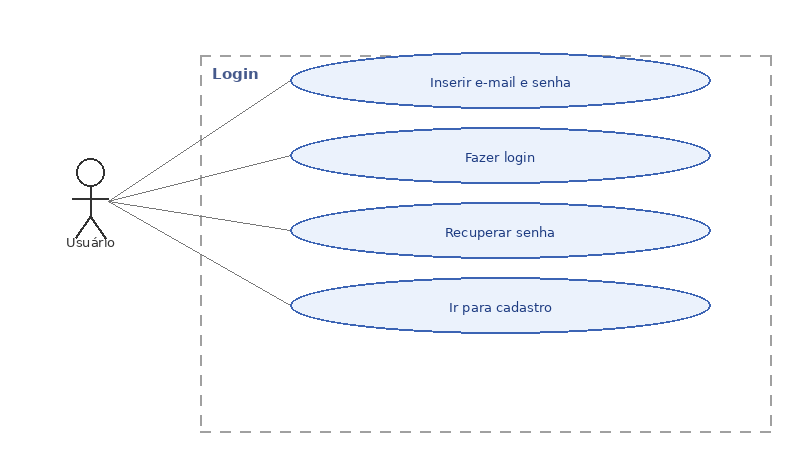 Login
Inserir e-mail e senha
Fazer login
Recuperar senha
Usuário
Ir para cadastro